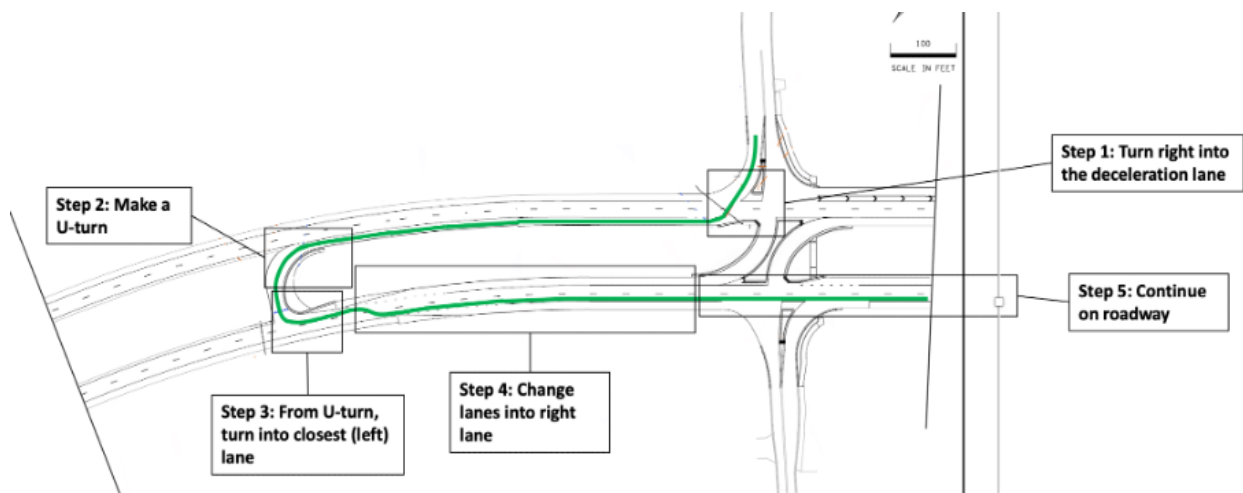 100
SCALE IN FEET
Step 1: Turn right into
the deceleration lane
Step 2: Make a
U-turn
Step 5: Continue
on roadway
Step 3: From U-turn,
turn into closest (left)
lane
Step 4: Change
lanes into right
lane